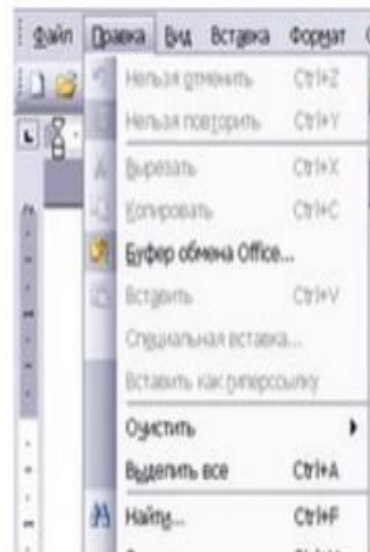 Файл Правка Вид Вставка Формат
Нельзя отменить Ctrl+Z
Нельзя повторить Ctrl+Y
Вырезать Ctrl+X
Копировать Ctrl+C
Буфер обмена Office...
Вставить Ctrl+V
Специальная вставка...
Вставить как гиперссылку
Очистить
Выделить все Ctrl+A
Найти... Ctrl+F